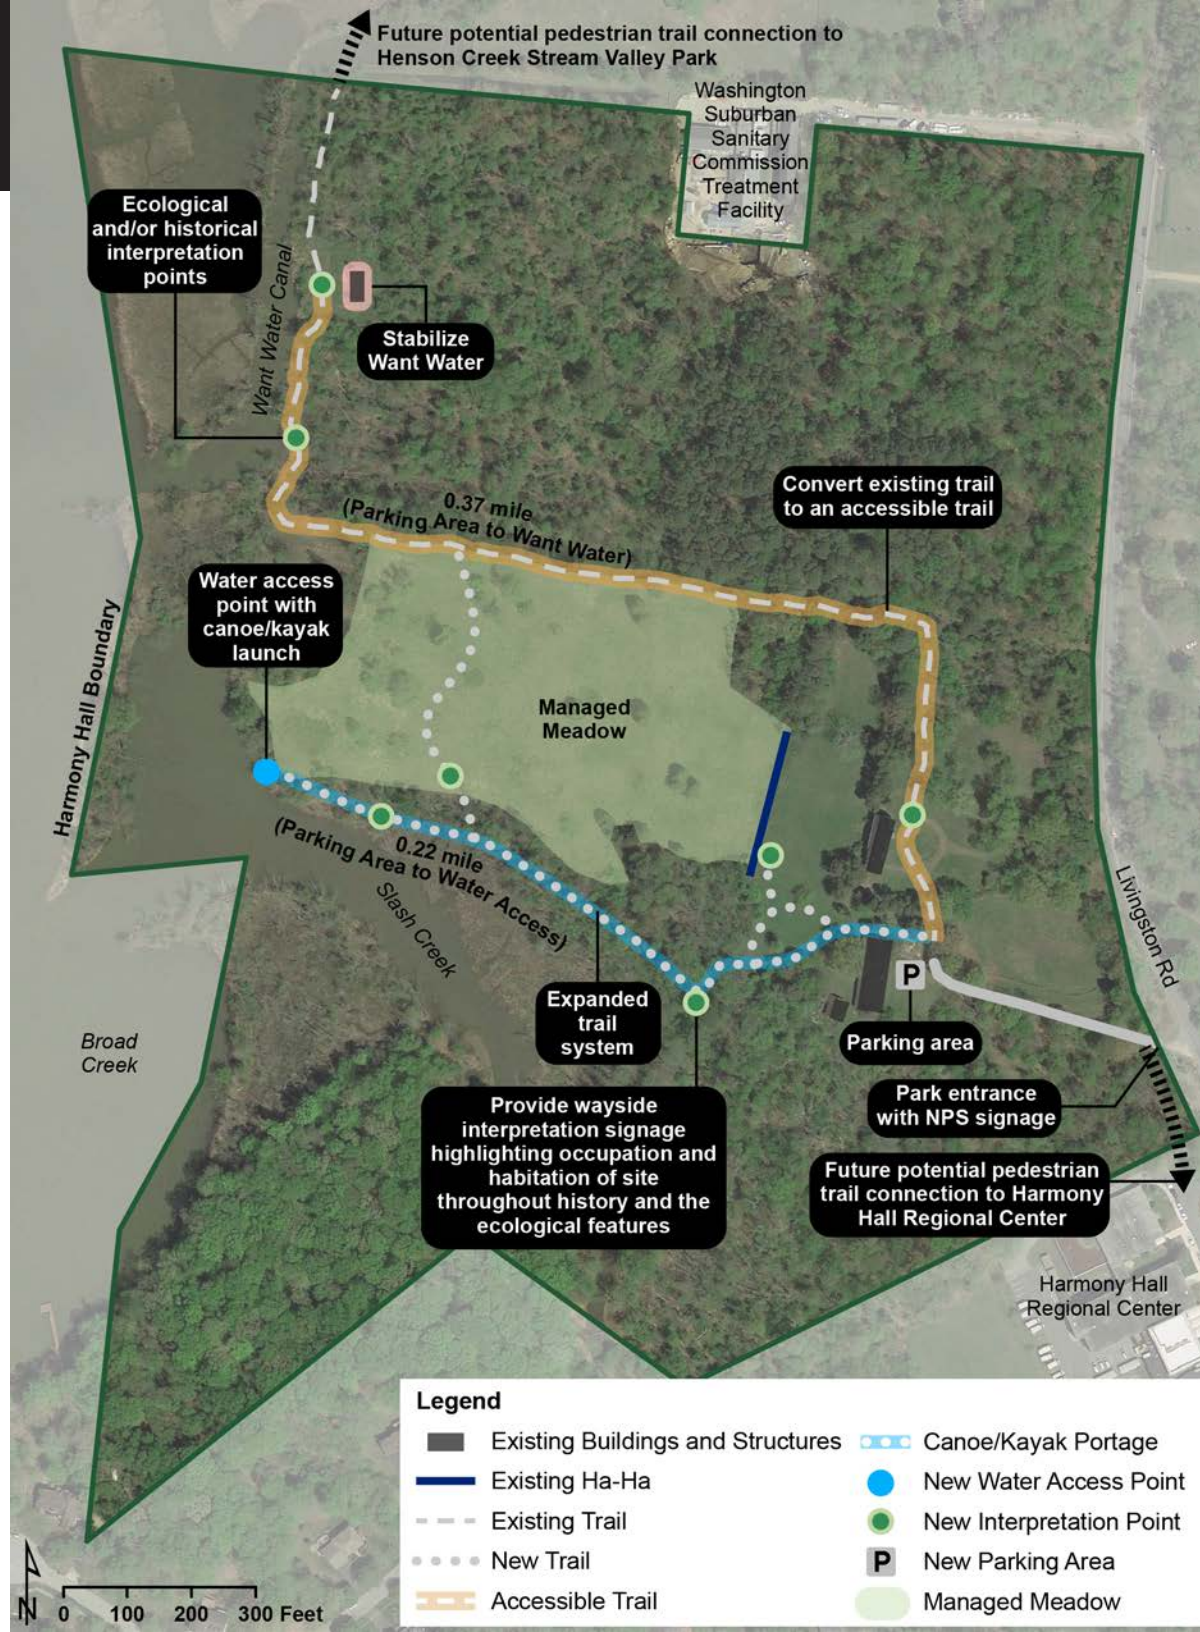 Future potential pedestrian trail connection to
Henson Creek Stream Valley Park
Washington
Suburban
Sanitary
Commission
Treatment
Facility
Ecological
and/or historical
interpretation
points
Want Water Canal
Stabilize
Want Water
Convert existing trail
to an accessible trail
0.37 mile
(Parking Area to Want Water)
Water access
point with
canoe/kayak
launch
Harmony Hall Boundary
Managed
Meadow
0.22 mile
(Parking Area to Water Access)
Slash Creek
Livingston Rd
Expanded
trail
system
P
Parking area
Broad
Creek
Park entrance
with NPS signage
Provide wayside
interpretation signage
highlighting occupation and
habitation of site
throughout history and the
ecological features
Future potential pedestrian
trail connection to Harmony
Hall Regional Center
Harmony Hall
Regional Center
Legend
Existing Buildings and Structures
Existing Ha-Ha
Existing Trail
New Trail
Accessible Trail
Canoe/Kayak Portage
New Water Access Point
New Interpretation Point
P New Parking Area
Managed Meadow
N
0 100 200 300 Feet